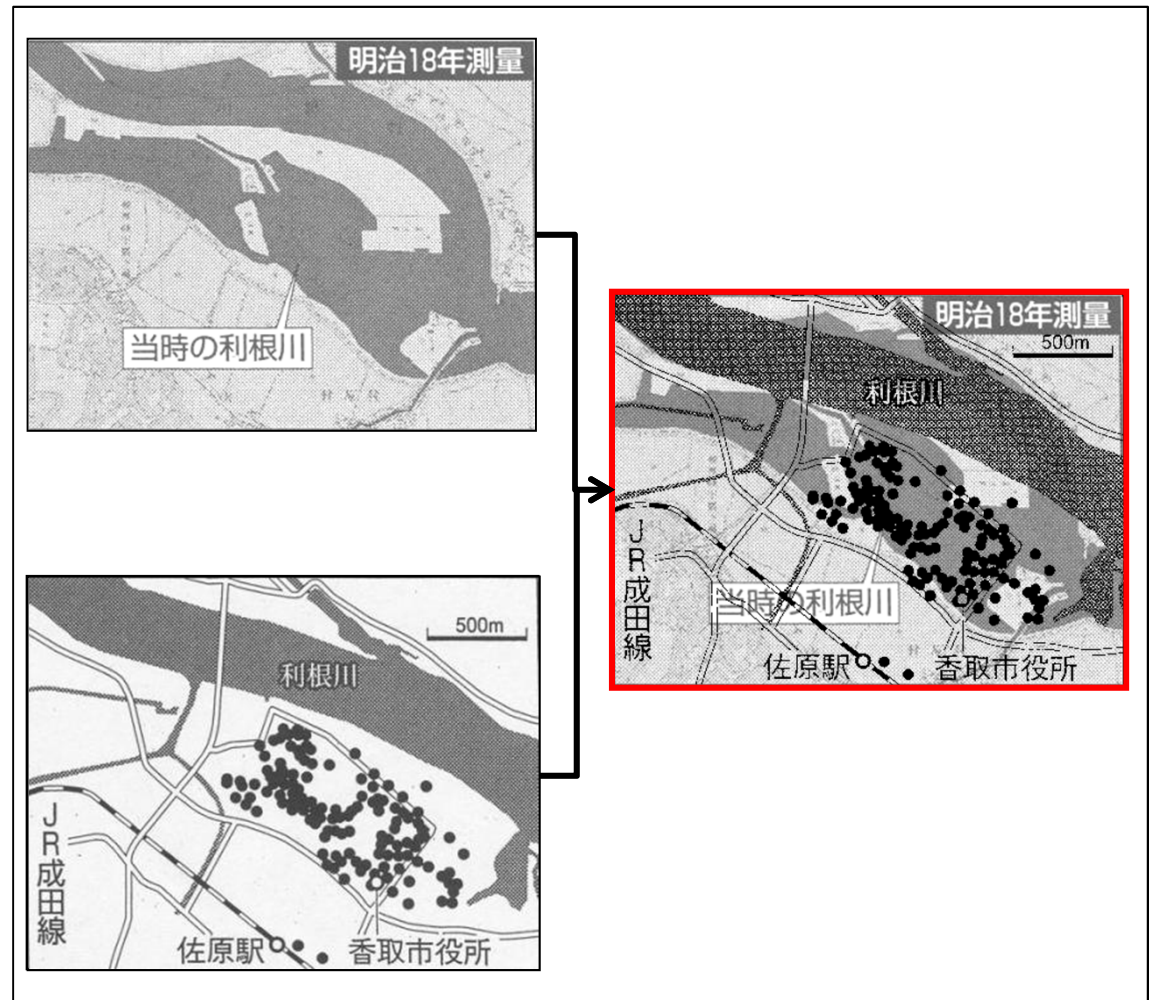 明治18年測量
当時の利根川
500m
利根川
JR成田線
佐原駅
香取市役所
明治18年測量
500m
利根川
JR成田線
当時の利根川
佐原駅
香取市役所